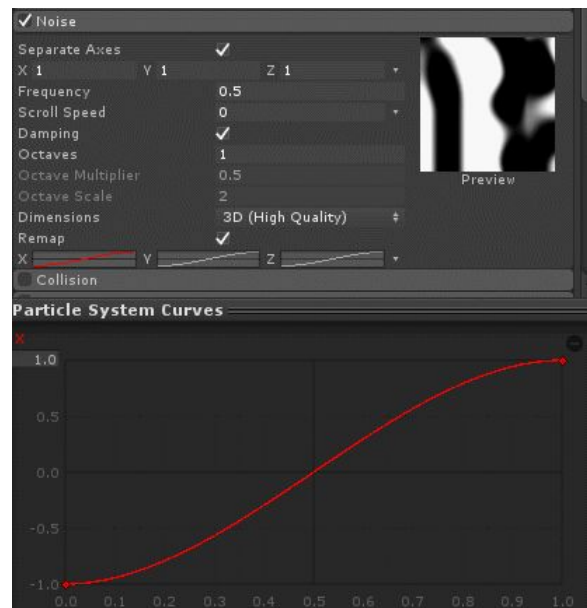 Noise
Separate Axes
X 1 Y 1 Z 1
Frequency 0.5
Scroll Speed 0
Damping
Octaves 1
Octave Multiplier 0.5
Octave Scale 2
Dimensions 3D (High Quality)
Remap
X Y Z
Preview
Collision
Particle System Curves
X
1.0
0.5
0.0
-0.5
-1.0
0.0 0.1 0.2 0.3 0.4 0.5 0.6 0.7 0.8 0.9 1.0